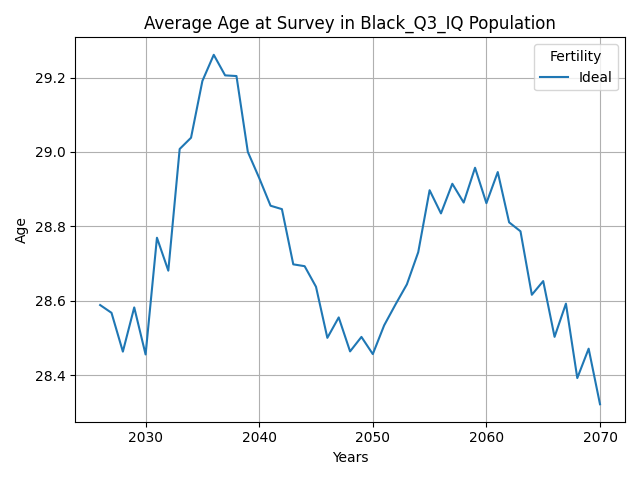 Average Age at Survey in Black_Q3_IQ Population
Fertility
Ideal
Age
29.2
29.0
28.8
28.6
28.4
2030
2040
2050
2060
2070
Years